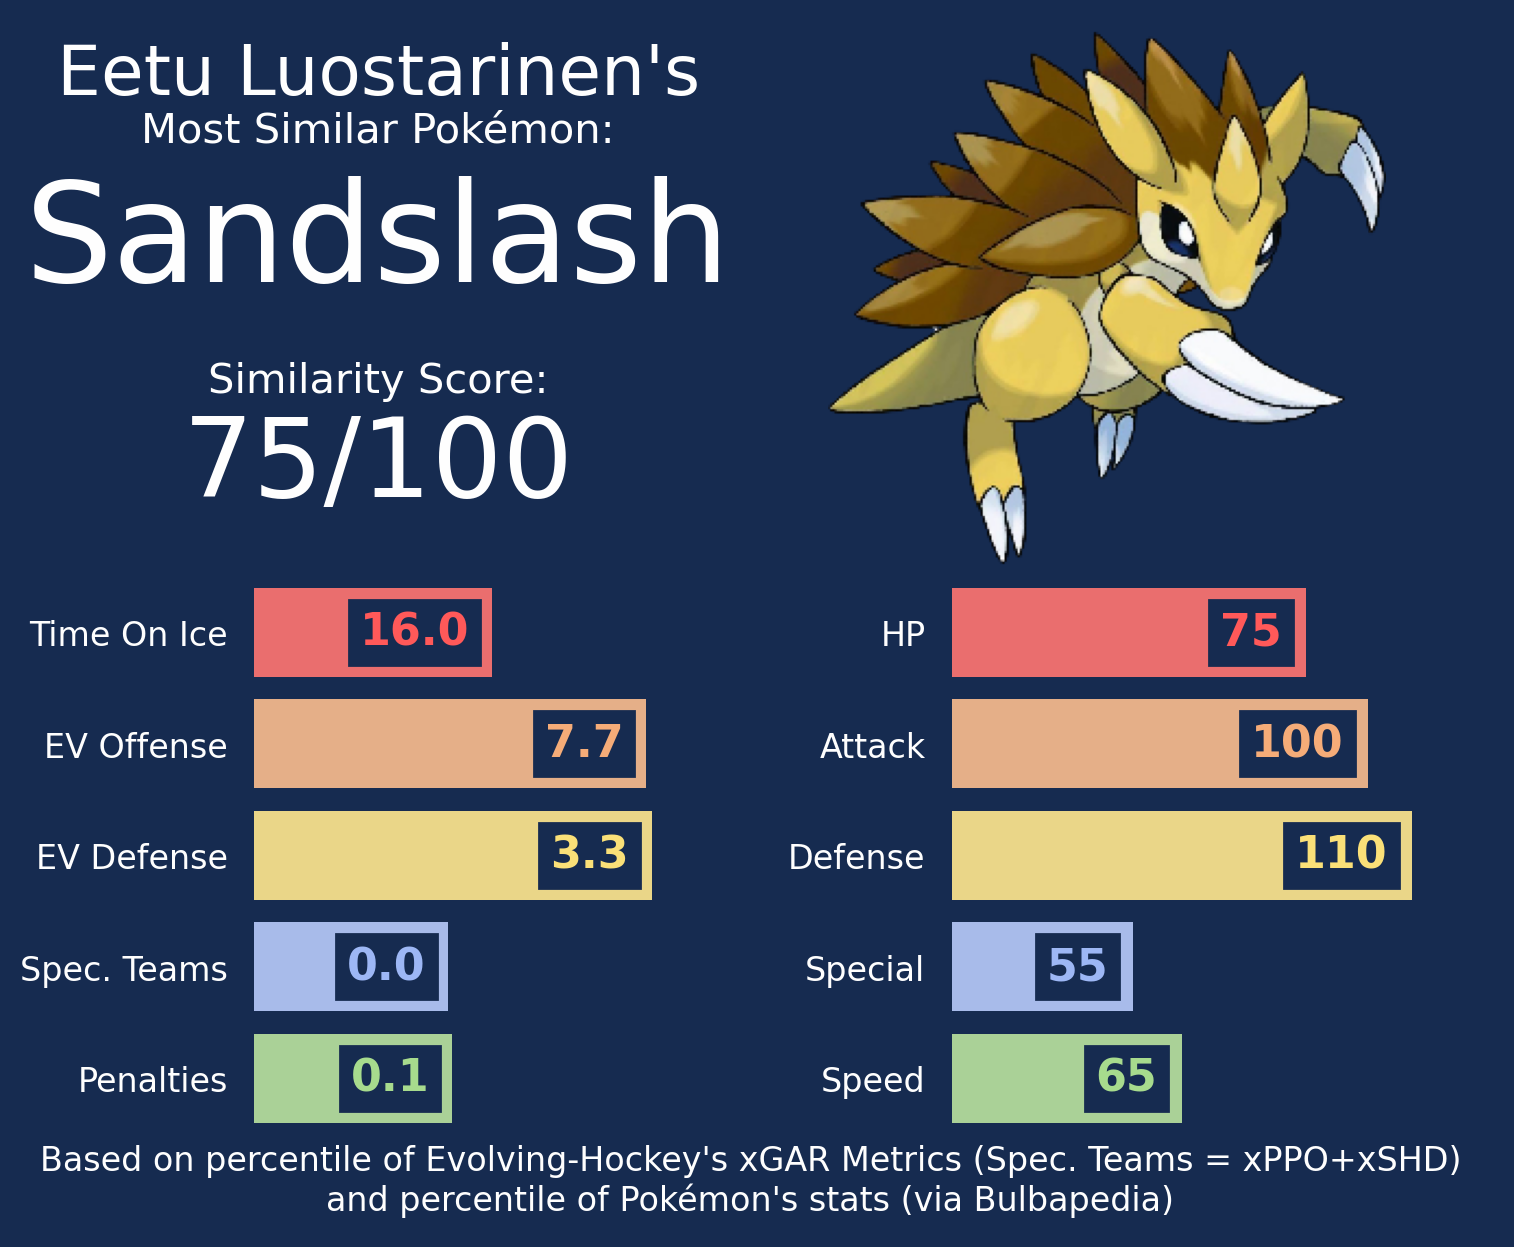 Eetu Luostarinen's
Most Similar Pokémon:
Sandslash
Similarity Score:
75/100
Time On Ice 16.0
EV Offense 7.7
EV Defense 3.3
Spec. Teams 0.0
Penalties 0.1
HP 75
Attack 100
Defense 110
Special 55
Speed 65
Based on percentile of Evolving-Hockey's xGAR Metrics (Spec. Teams = xPPO+xSHD)
and percentile of Pokémon's stats (via Bulbapedia)